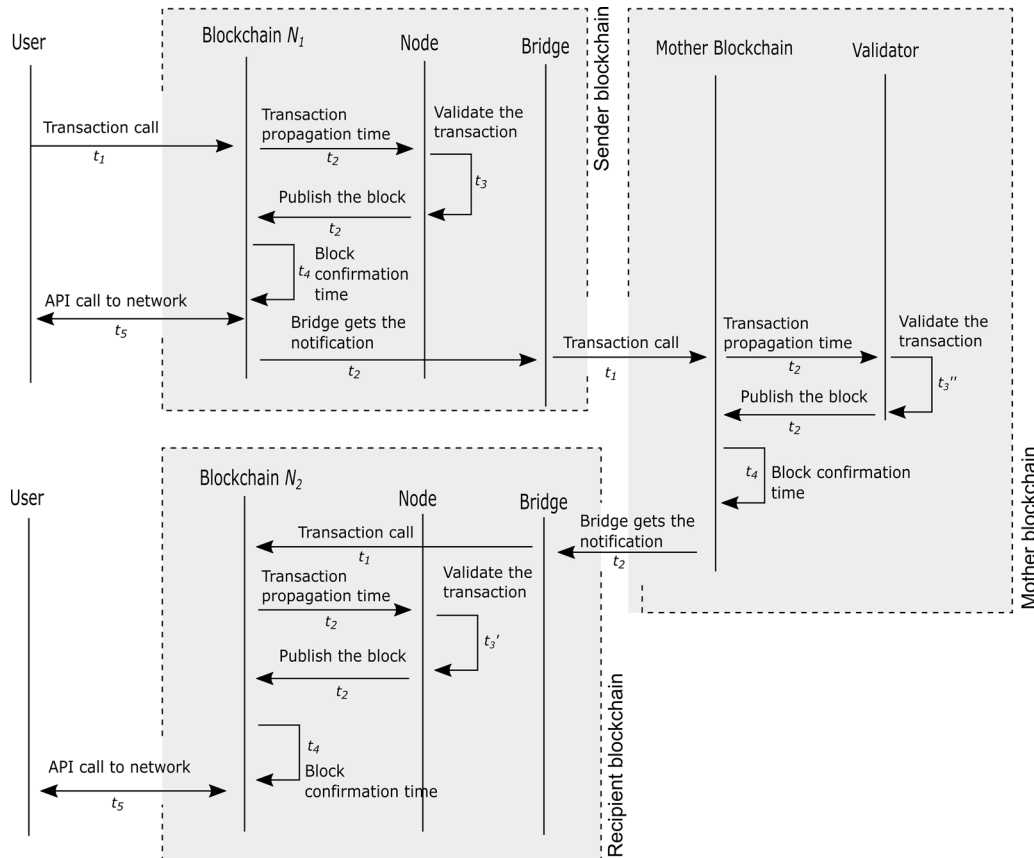 User
Blockchain N1
Node
Bridge
Sender blockchain
Mother Blockchain
Validator
Transaction call
t1
Transaction
propagation time
t2
Validate the
transaction
t3
Publish the block
t2
t4
Block
confirmation
time
API call to network
t5
Bridge gets the
notification
t2
Transaction call
t1
Transaction
propagation time
t2
Validate the
transaction
t3''
Publish the block
t2
t4
Block confirmation
time
Mother blockchain
User
Blockchain N2
Node
Bridge
Bridge gets the
notification
t2
Transaction call
t1
Transaction
propagation time
t2
Validate the
transaction
t3'
Publish the block
t2
t4
Block
confirmation time
API call to network
t5
Recipient blockchain